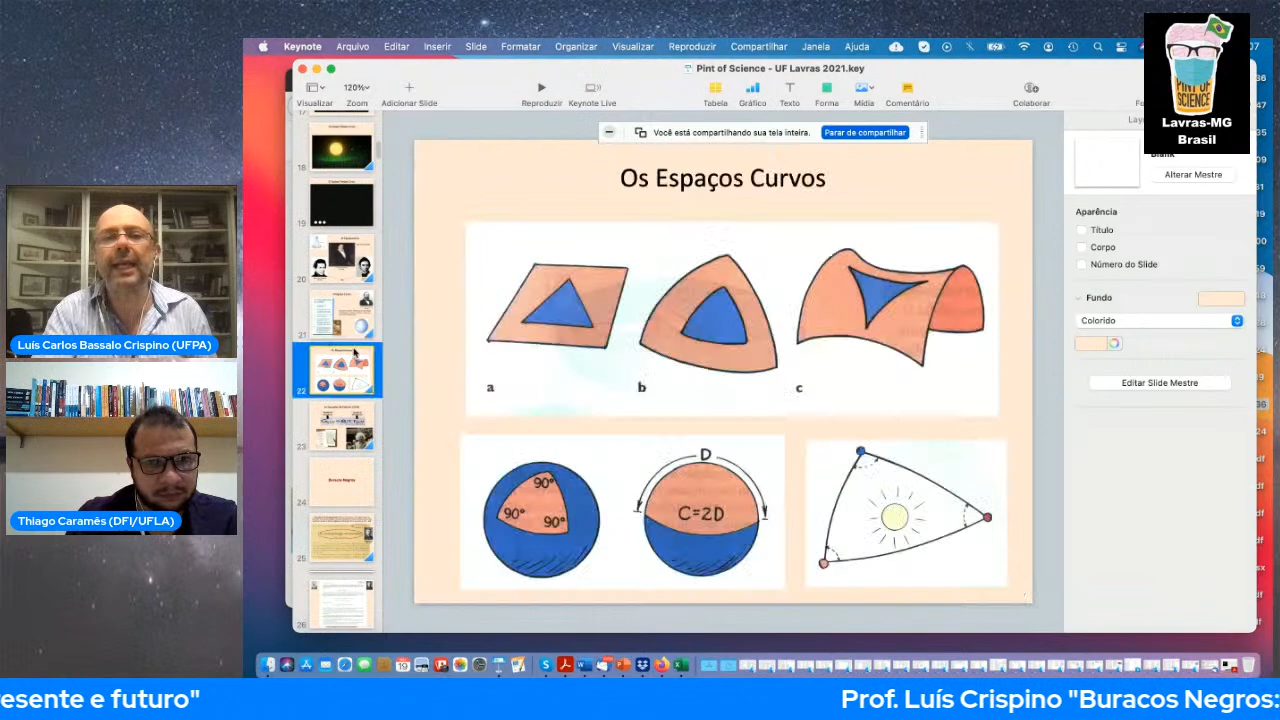 Keynote Arquivo Editar Inserir Slide Formatar Organizar Visualizar Reproduzir Compartilhar Janela Ajuda
Pint of Science - UF Lavras 2021.key
120%
Visualizar Zoom Adicionar Slide Reproduzir Keynote Live Tabela Gráfico Texto Forma Mídia Comentário Colaborar
Você está compartilhando sua tela inteira. Parar de compartilhar
PINT OF
SCIENCE
Lavras-MG
Brasil
17
18
19
20
21
22
23
24
25
26
Buracos Negros
Os Espaços Curvos
a
b
c
90°
90°
90°
D
C=2D
Alterar Mestre
Aparência
Título
Corpo
Número do Slide
Fundo
Colorido
Editar Slide Mestre
Luís Carlos Bassalo Crispino (UFPA)
Thiago Caramês (DFI/UFLA)
esente e futuro" Prof. Luís Crispino "Buracos Negros: